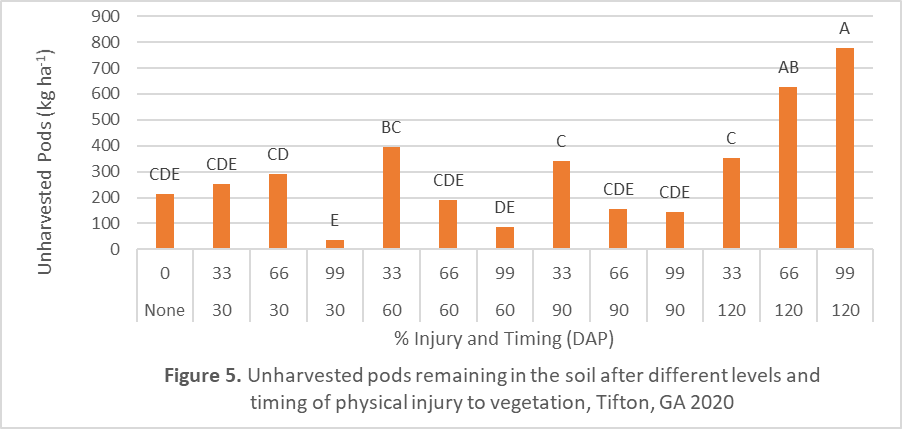 900
800
700
600
500
400
300
200
100
0
Unharvested Pods (kg ha-1)
CDE
CDE
CD
E
BC
CDE
DE
C
CDE
CDE
C
AB
A
0 33 66 99 33 66 99 33 66 99 33 66 99
None 30 30 30 60 60 60 90 90 90 120 120 120
% Injury and Timing (DAP)
Figure 5. Unharvested pods remaining in the soil after different levels and
timing of physical injury to vegetation, Tifton, GA 2020